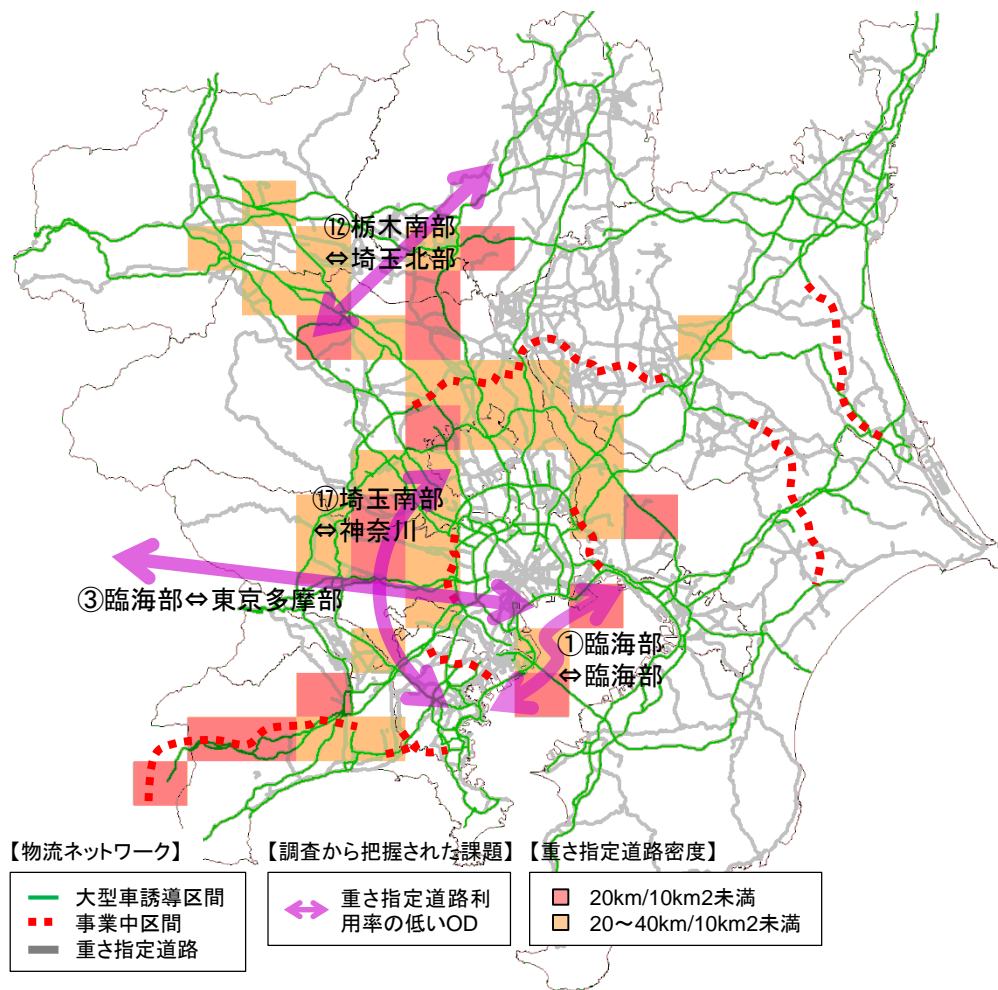 ⑫栃木南部
⇔埼玉北部
⑰埼玉南部
⇔神奈川
③臨海部⇔東京多摩部
①臨海部
⇔臨海部
【物流ネットワーク】
大型車誘導区間
事業中区間
重さ指定道路
【調査から把握された課題】
重さ指定道路利
用率の低いOD
【重さ指定道路密度】
20km/10km2未満
20～40km/10km2未満